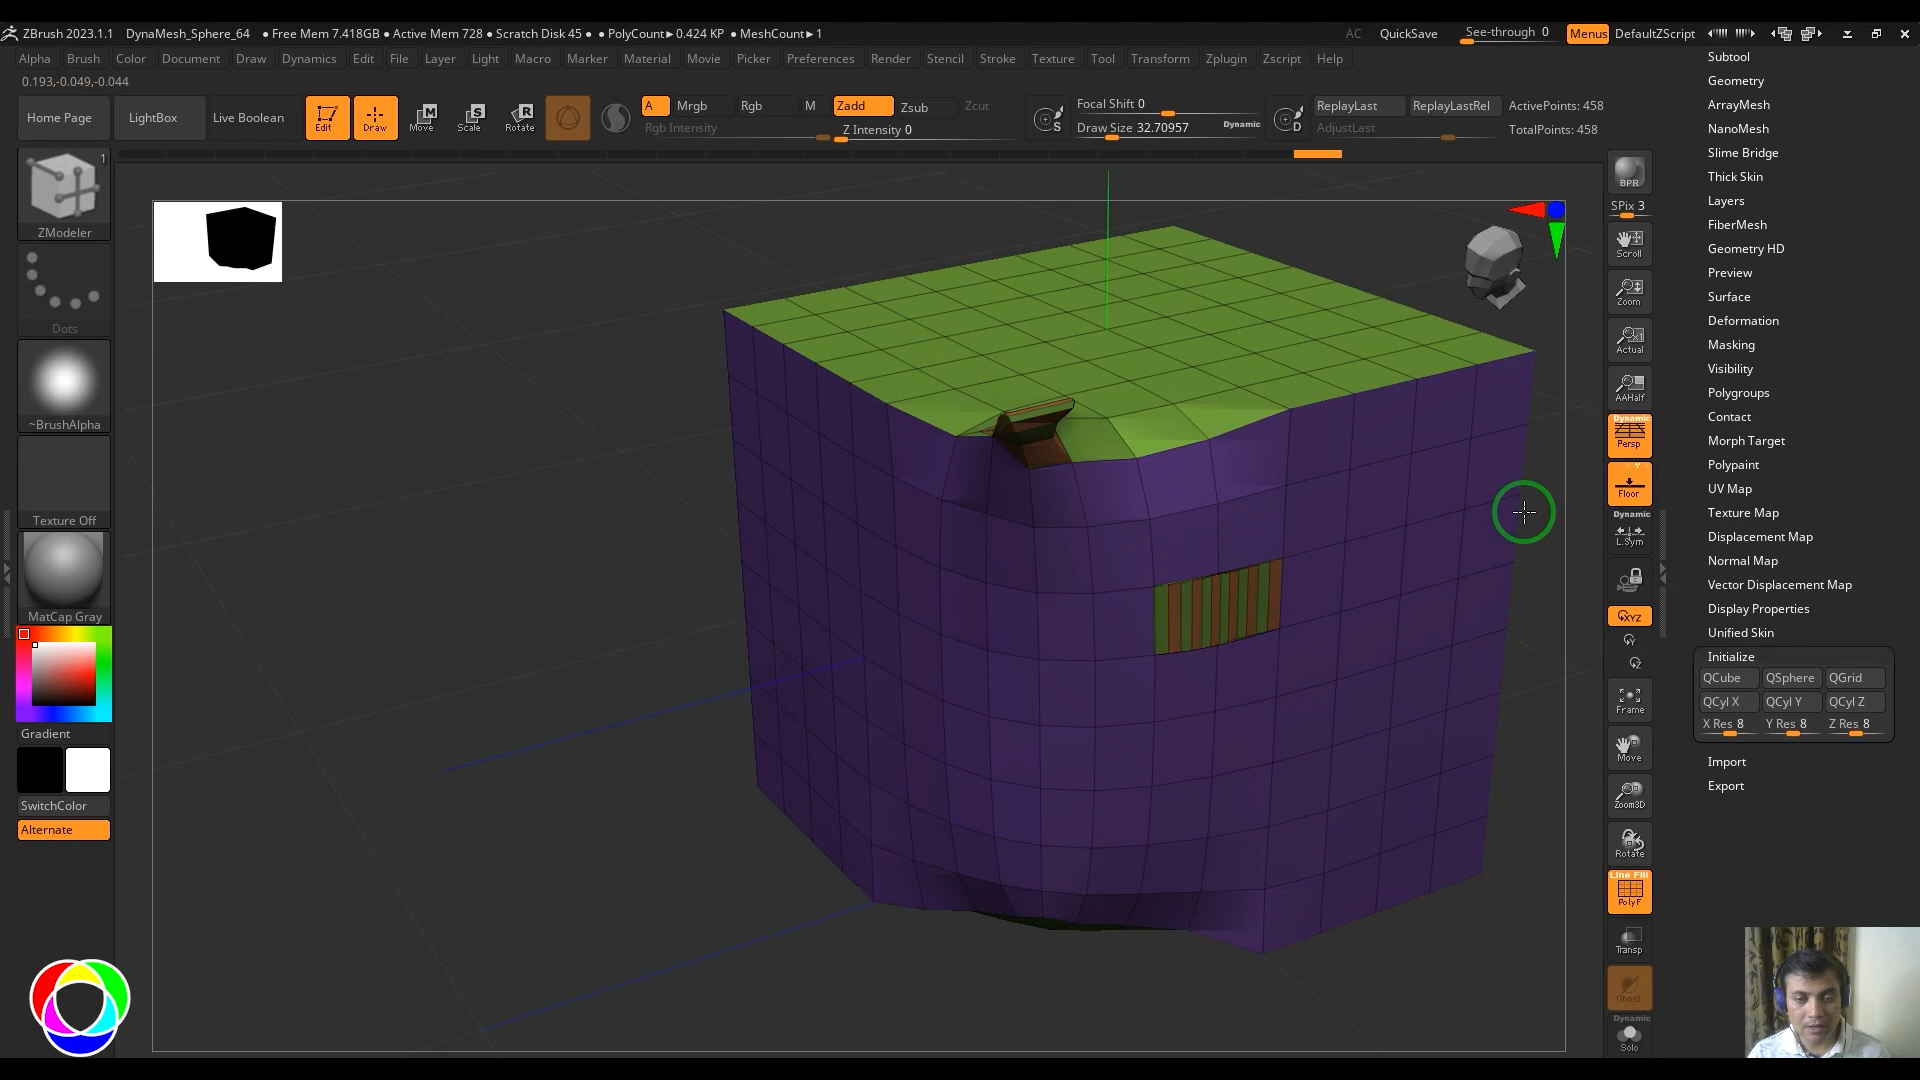 ZBrush 2023.1.1 DynaMesh_Sphere_64 ● Free Mem 7.418GB ● Active Mem 728 ● Scratch Disk 45 ● ● PolyCount► 0.424 KP ● MeshCount► 1 AC QuickSave See-through 0 Menus DefaultZScript
Alpha Brush Color Document Draw Dynamics Edit File Layer Light Macro Marker Material Movie Picker Preferences Render Stencil Stroke Texture Tool Transform Zplugin Zscript Help
0.193,-0.049,-0.044
Home Page LightBox Live Boolean Edit Draw Move Scale Rotate
A Mrgb Rgb M Zadd Zsub Zcut
Rgb Intensity Z Intensity 0
S Focal Shift 0
Draw Size 32.70957 Dynamic
D ReplayLast ReplayLastRel ActivePoints: 458
AdjustLast TotalPoints: 458
1
ZModeler
Dots
~BrushAlpha
Texture Off
MatCap Gray
Gradient
SwitchColor
Alternate
BPR
SPix 3
Scroll
Zoom
Actual
AAHalf
Dynamic
Persp
Floor
Dynamic
L.Sym
XYZ
Y
Z
Frame
Move
Zoom3D
Rotate
Line Fill
PolyF
Transp
Ghost
Dynamic
Solo
Subtool
Geometry
ArrayMesh
NanoMesh
Slime Bridge
Thick Skin
Layers
FiberMesh
Geometry HD
Preview
Surface
Deformation
Masking
Visibility
Polygroups
Contact
Morph Target
Polypaint
UV Map
Texture Map
Displacement Map
Normal Map
Vector Displacement Map
Display Properties
Unified Skin
Initialize
QCube QSphere QGrid
QCyl X QCyl Y QCyl Z
X Res 8 Y Res 8 Z Res 8
Import
Export